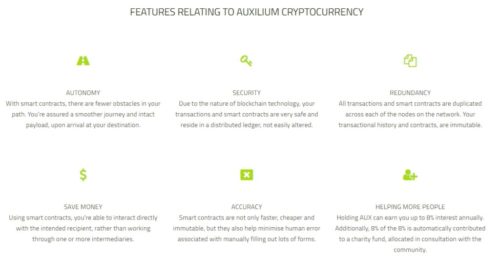 FEATURES RELATING TO AUXILIUM CRYPTOCURRENCY
AUTONOMY
With smart contracts, there are fewer obstacles in your
path. You're assured a smoother journey and intact
payload, upon arrival at your destination.
SECURITY
Due to the nature of blockchain technology, your
transactions and smart contracts are very safe and
reside in a distributed ledger, not easily altered.
REDUNDANCY
All transactions and smart contracts are duplicated
across each of the nodes on the network. Your
transactional history and contracts, are immutable.
SAVE MONEY
Using smart contracts, you're able to interact directly
with the intended recipient, rather than working
through one or more intermediaries.
ACCURACY
Smart contracts are not only faster, cheaper and
immutable, but they also help minimise human error
associated with manually filling out lots of forms.
HELPING MORE PEOPLE
Holding AUX can earn you up to 8% interest annually.
Additionally, 8% of the 8% is automatically contributed
to a charity fund, allocated in consultation with the
community.